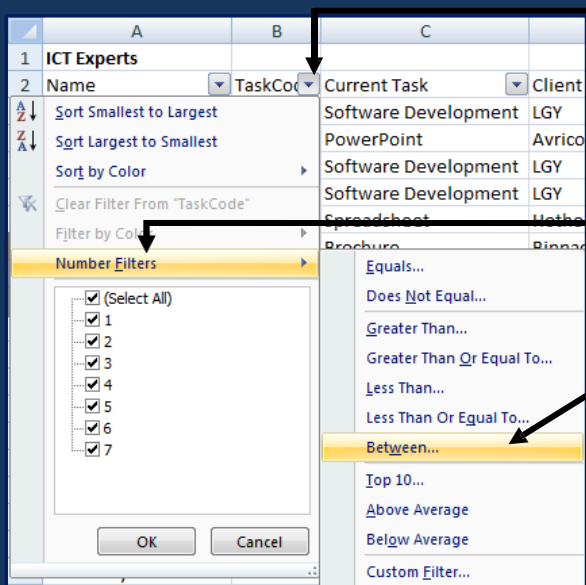 A B C
1 ICT Experts
2 Name TaskCod Current Task Client
Sort Smallest to Largest
Sort Largest to Smallest
Sort by Color
Clear Filter From "TaskCode"
Filter by Color
Number Filters
(Select All)
1
2
3
4
5
6
7
OK Cancel
Software Development LGY
PowerPoint Avrico
Software Development LGY
Software Development LGY
Spreadsheet Hotho
Brochure Binna
Equals...
Does Not Equal...
Greater Than...
Greater Than Or Equal To...
Less Than...
Less Than Or Equal To...
Between...
Top 10...
Above Average
Below Average
Custom Filter...